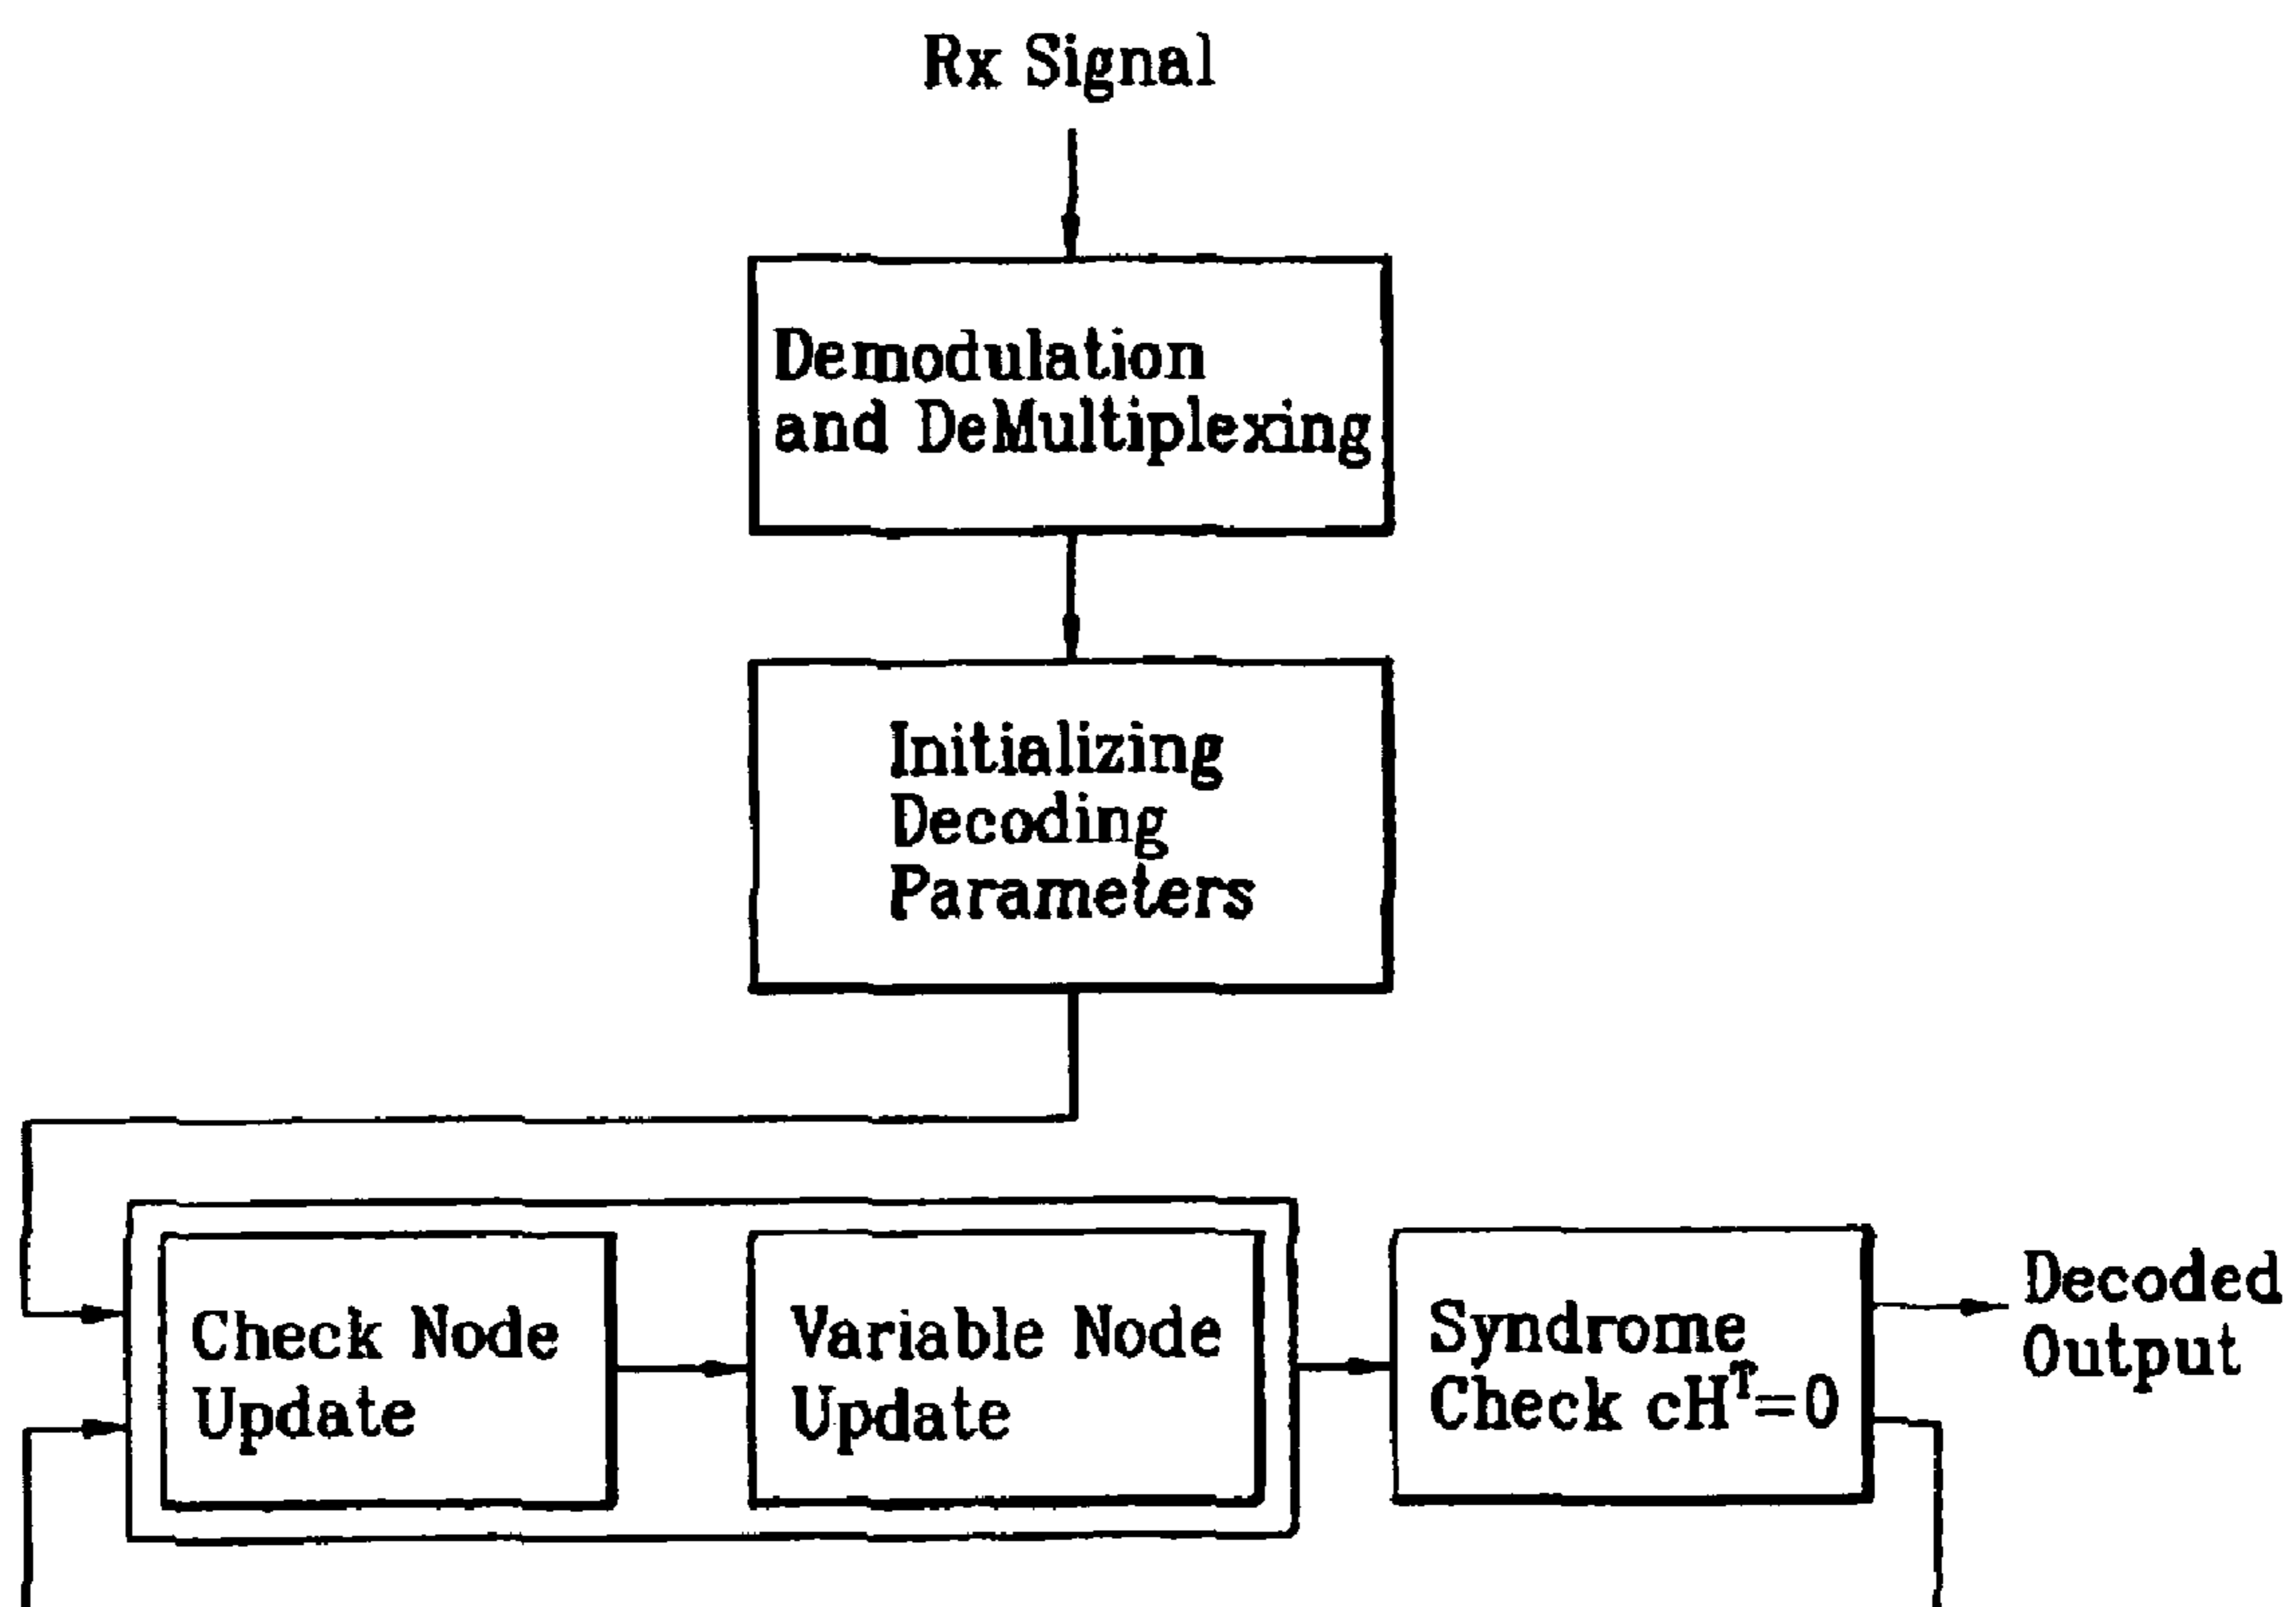 Rx Signal
Demodulation
and DeMultiplexing
Initializing
Decoding
Parameters
Check Node
Update
Variable Node
Update
Syndrome
Check cHᵀ=0
Decoded
Output